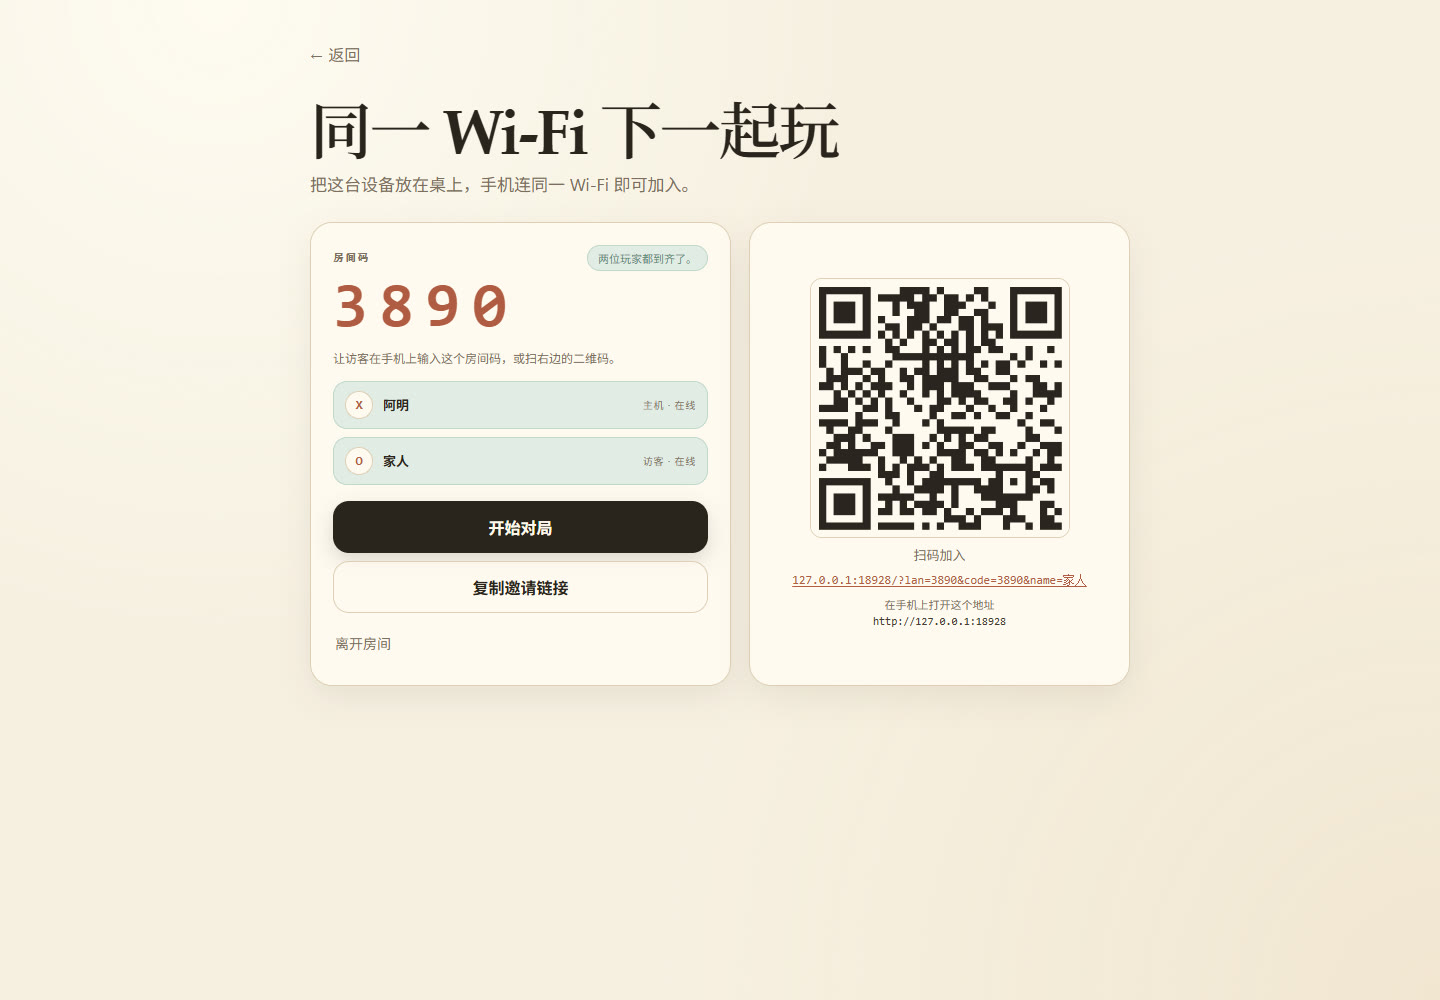 ← 返回
同一 Wi-Fi 下一起玩
把这台设备放在桌上，手机连同一 Wi-Fi 即可加入。
房间码
两位玩家都到齐了。
3890
让访客在手机上输入这个房间码，或扫右边的二维码。
X 阿明 主机 · 在线
O 家人 访客 · 在线
开始对局
复制邀请链接
离开房间
扫码加入
127.0.0.1:18928/?lan=3890&code=3890&name=家人
在手机上打开这个地址
http://127.0.0.1:18928